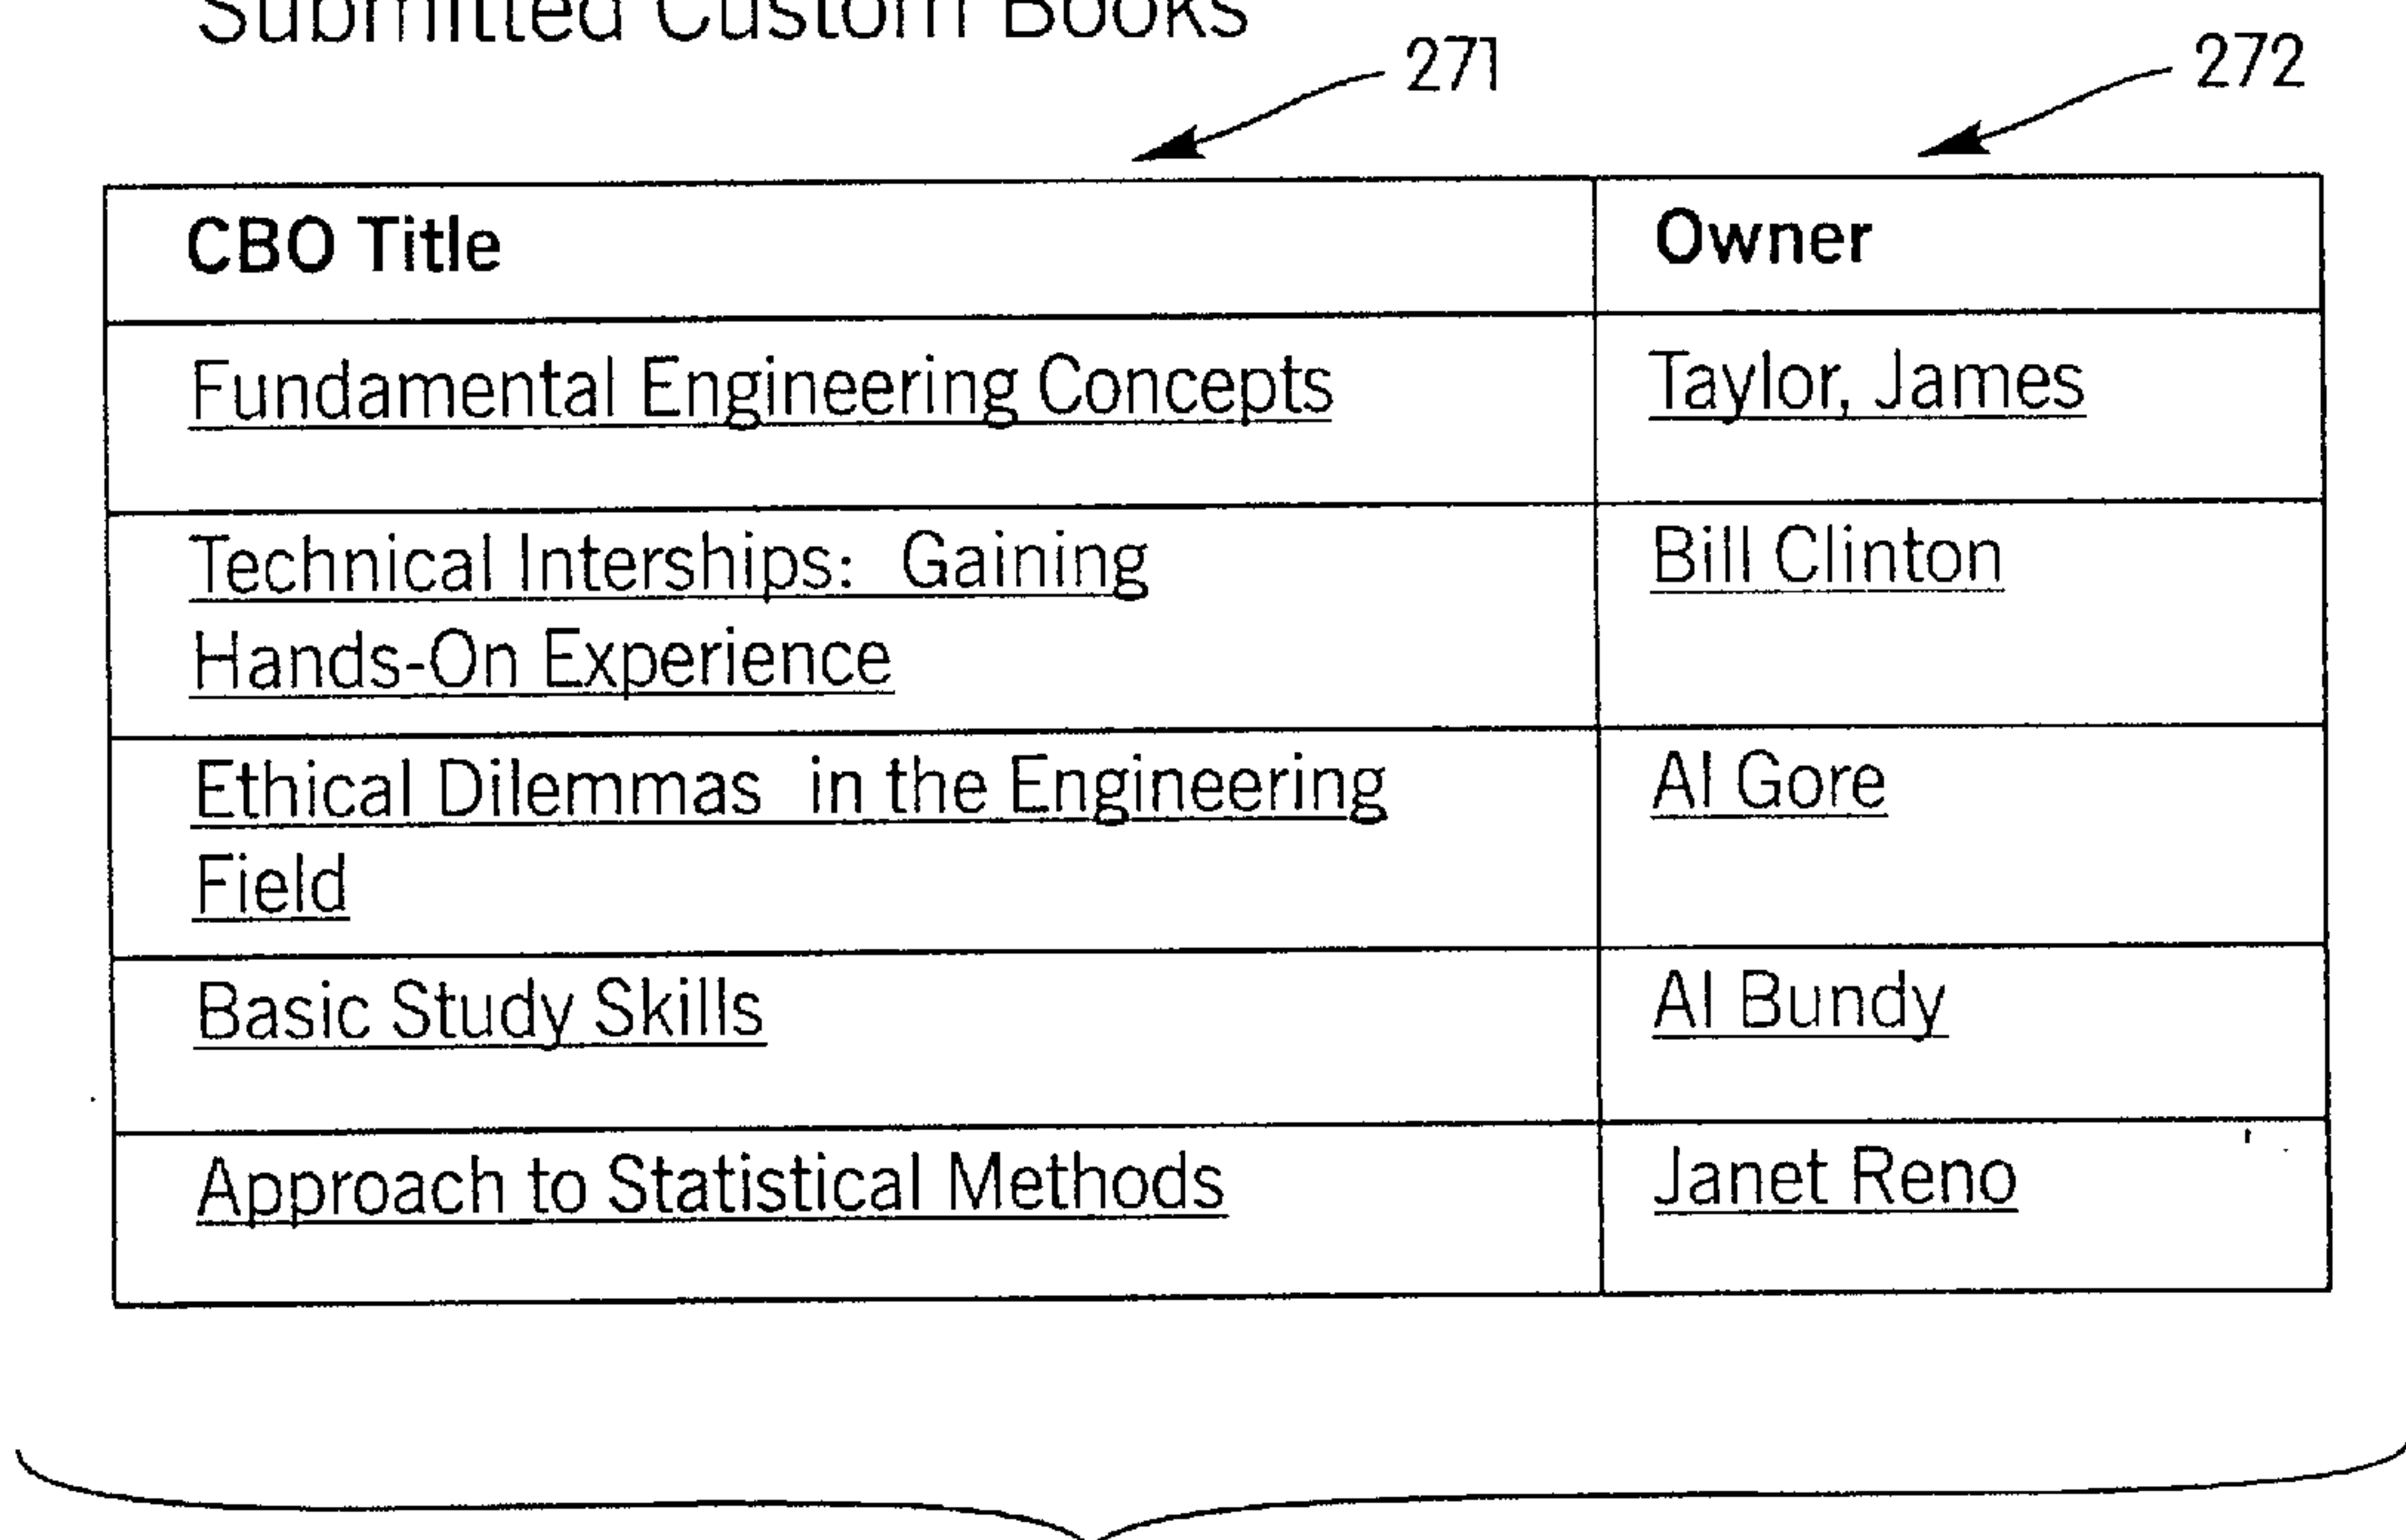 Submitted Custom Books
271
272
CBO Title
Owner
Fundamental Engineering Concepts
Taylor, James
Technical Interships: Gaining
Hands-On Experience
Bill Clinton
Ethical Dilemmas in the Engineering
Field
Al Gore
Basic Study Skills
Al Bundy
Approach to Statistical Methods
Janet Reno